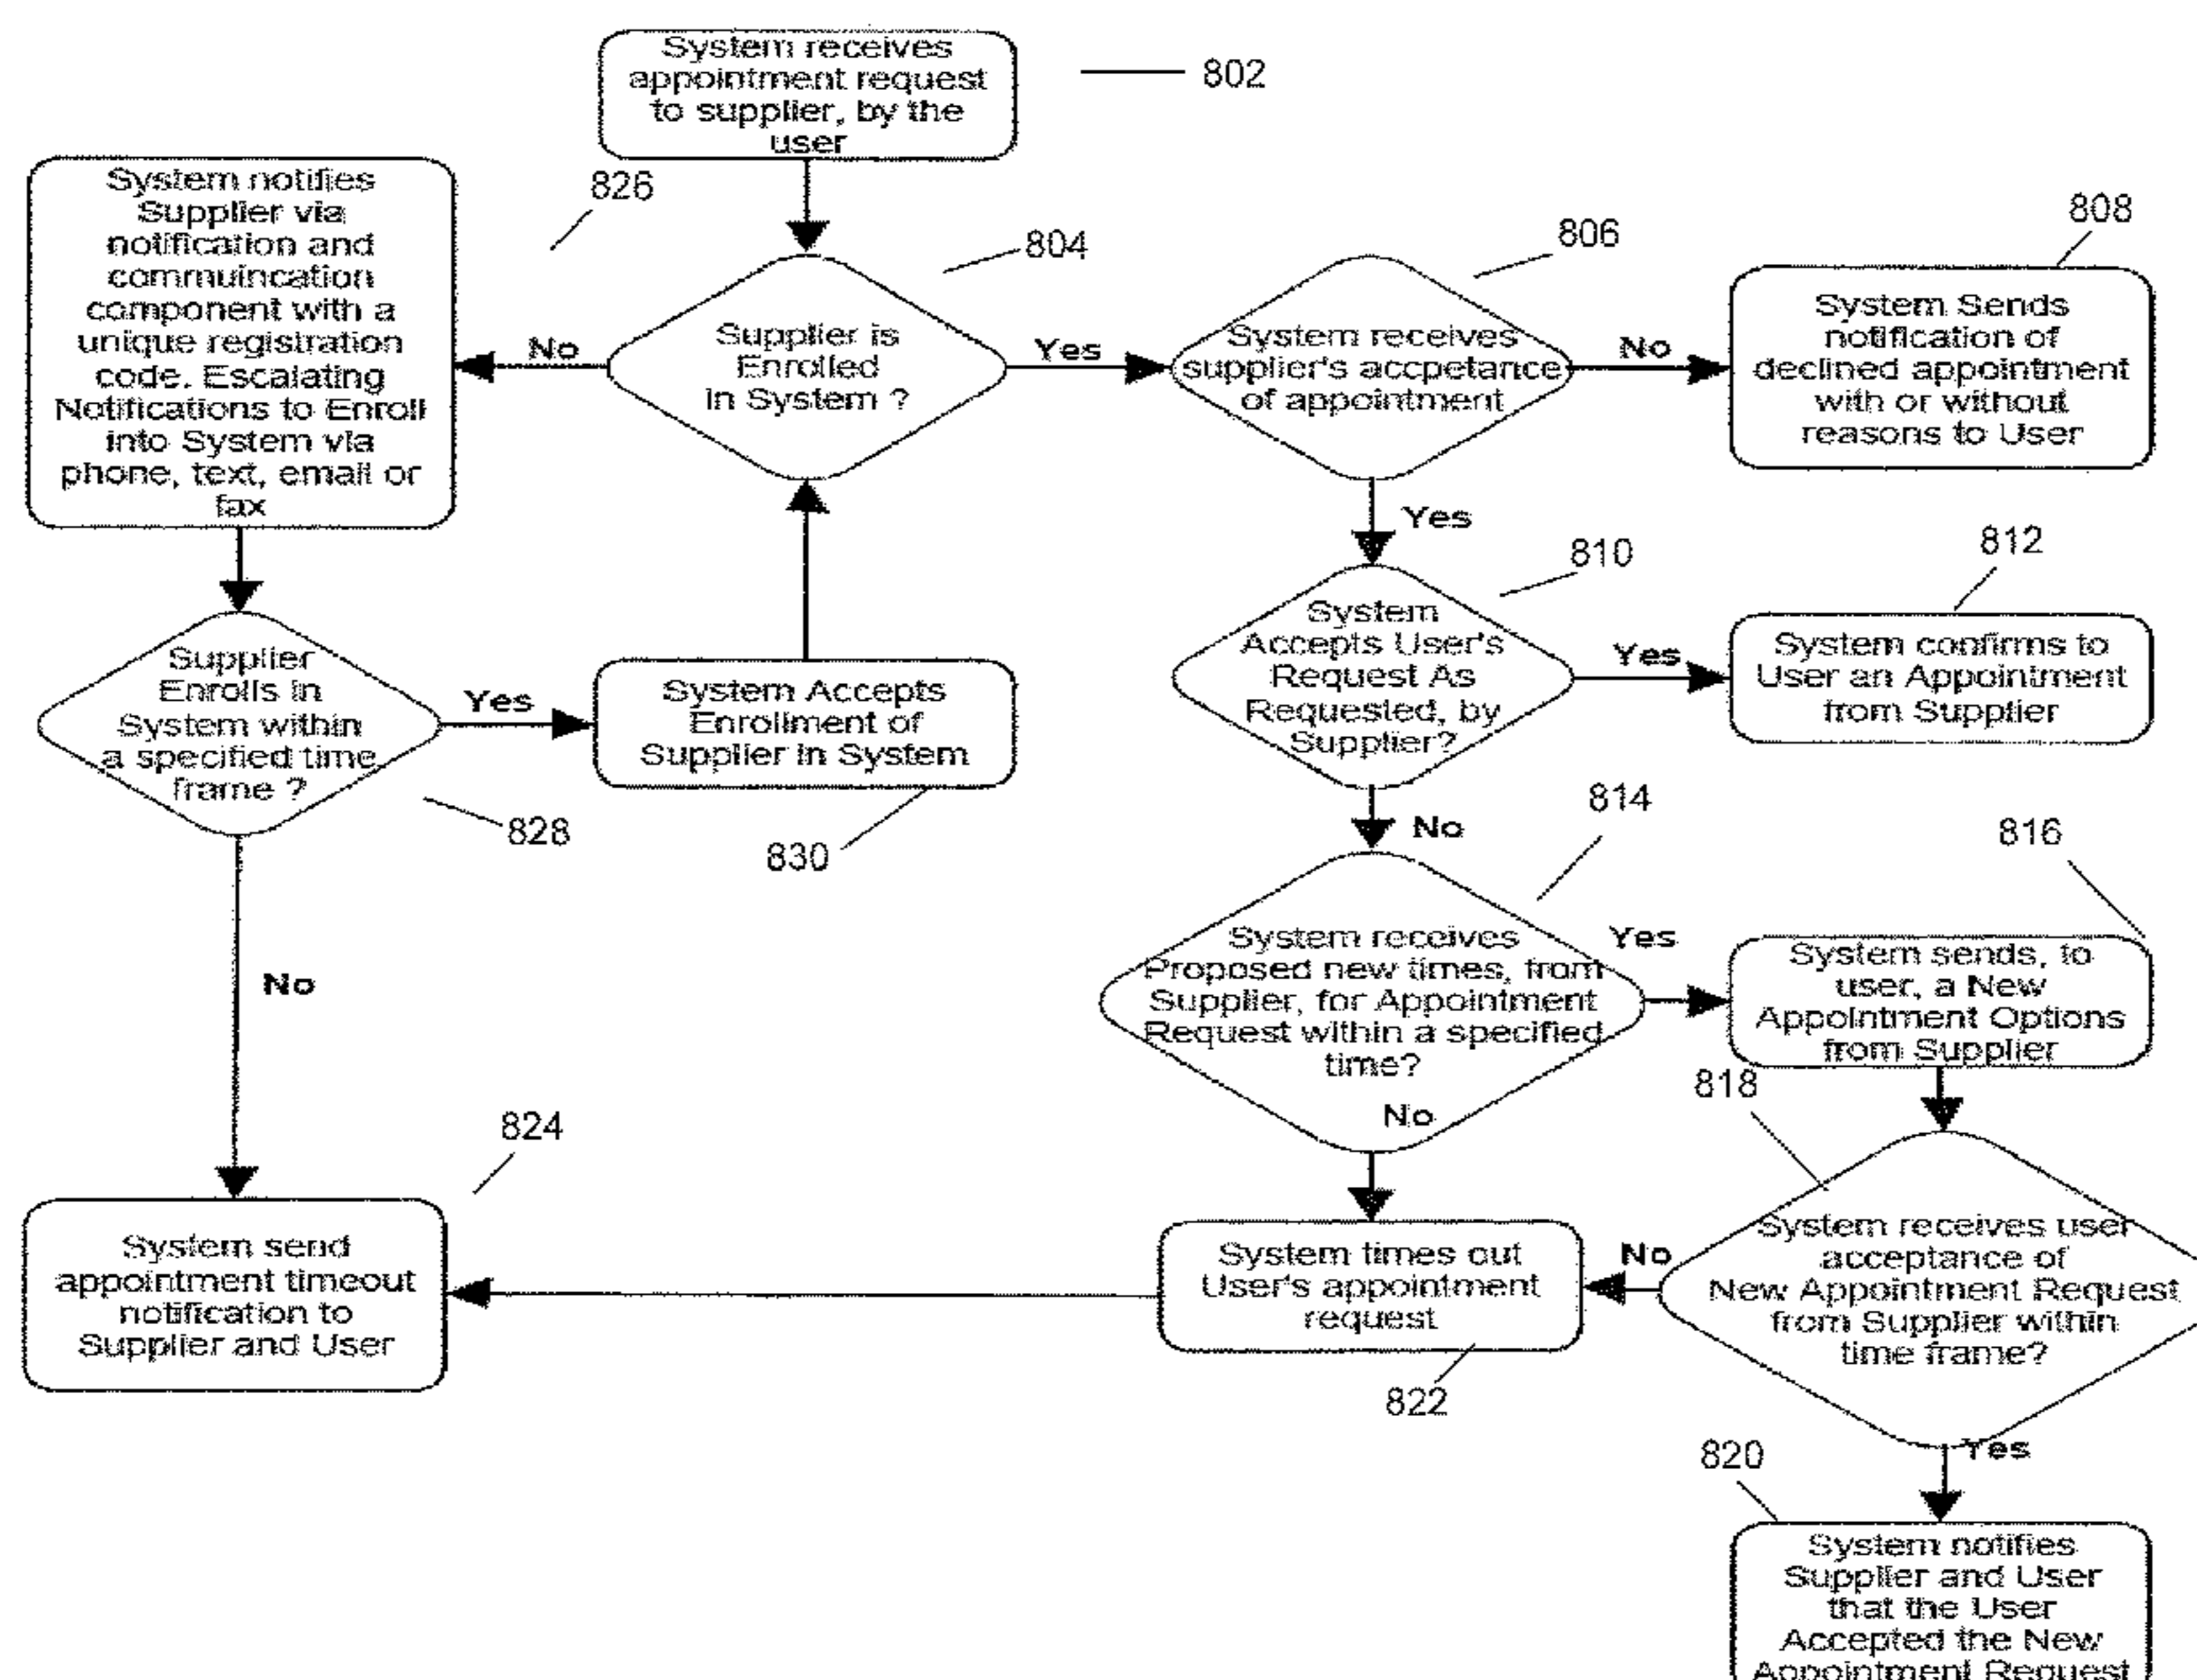 System receives
appointment request
to supplier, by the
user
802
System notifies
Supplier via
notification and
commuincation
component with a
unique registration
code. Escalating
Notifications to Enroll
into System via
phone, text, email or
fax
826
804
Supplier is
Enrolled
in System ?
No
Yes
806
System receives
supplier's accpetance
of appointment
No
808
System Sends
notification of
declined appointment
with or without
reasons to User
Yes
810
System
Accepts User's
Request As
Requested, by
Supplier?
Yes
812
System confirms to
User an Appointment
from Supplier
Supplier
Enrolls in
System within
a specified time
frame ?
828
Yes
System Accepts
Enrollment of
Supplier in System
830
No
814
System receives
Proposed new times, from
Supplier, for Appointment
Request within a specified
time?
Yes
816
System sends, to
user, a New
Appointment Options
from Supplier
No
No
818
System receives user
acceptance of
New Appointment Request
from Supplier within
time frame?
824
System send
appointment timeout
notification to
Supplier and User
System times out
User's appointment
request
822
No
Yes
820
System notifies
Supplier and User
that the User
Accepted the New
Appointment Request